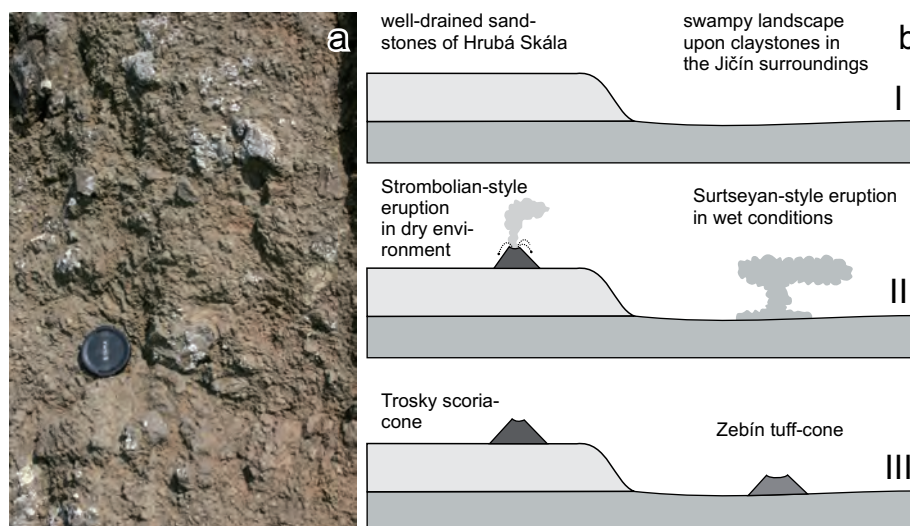 a
well-drained sand-
stones of Hrubá Skála
swampy landscape
upon claystones in
the Jičín surroundings
b
I
Strombolian-style
eruption
in dry envi-
ronment
Surtseyan-style eruption
in wet conditions
II
Trosky scoria-
cone
Zebín tuff-cone
III
SIGMA